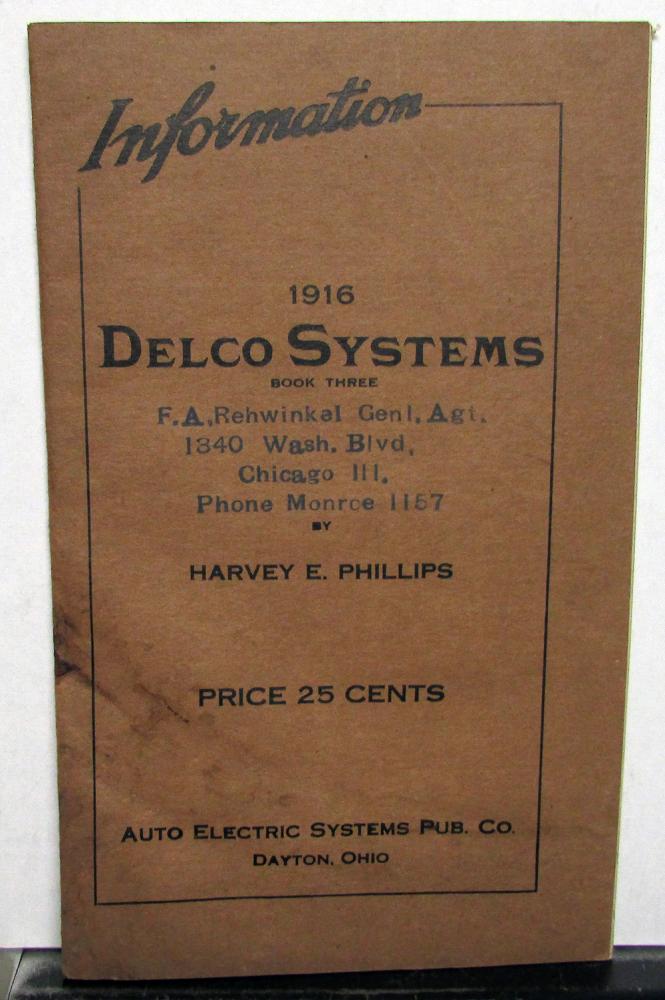 Information
1916
DELCO SYSTEMS
BOOK THREE
F.A.Rehwinkel Genl. Agt.
1340 Wash. Blvd,
Chicago Ill.
Phone Monroe 1157
BY
HARVEY E. PHILLIPS
PRICE 25 CENTS
AUTO ELECTRIC SYSTEMS PUB. CO.
DAYTON, OHIO